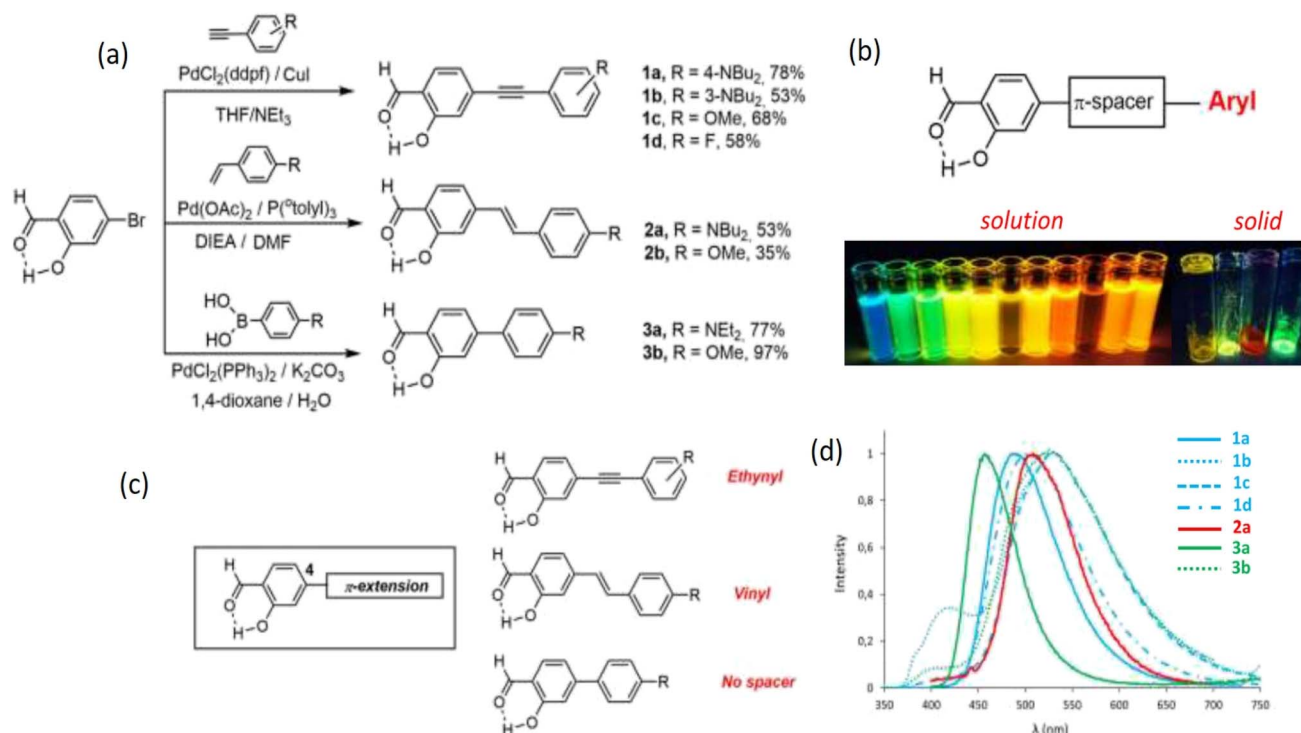 (a)
R
PdCl2(ddpf) / CuI
THF/NEt3
R
Pd(OAc)2 / P(otolyl)3
DIEA / DMF
HO
HO
B
R
PdCl2(PPh3)2 / K2CO3
1,4-dioxane / H2O
H
O
H
O
Br
H
O
H
O
R
1a, R = 4-NBu2, 78%
1b, R = 3-NBu2, 53%
1c, R = OMe, 68%
1d, R = F, 58%
H
O
H
O
R
2a, R = NBu2, 53%
2b, R = OMe, 35%
H
O
H
O
R
3a, R = NEt2, 77%
3b, R = OMe, 97%
(b)
H
O
H
O
π-spacer
Aryl
solution
solid
(c)
H
O
H
O
4
π-extension
H
O
H
O
R
Ethynyl
H
O
H
O
R
Vinyl
H
O
H
O
R
No spacer
(d)
1a
1b
1c
1d
2a
3a
3b
Intensity
1
0,8
0,6
0,4
0,2
0
350 400 450 500 550 600 650 700 750
λ (nm)